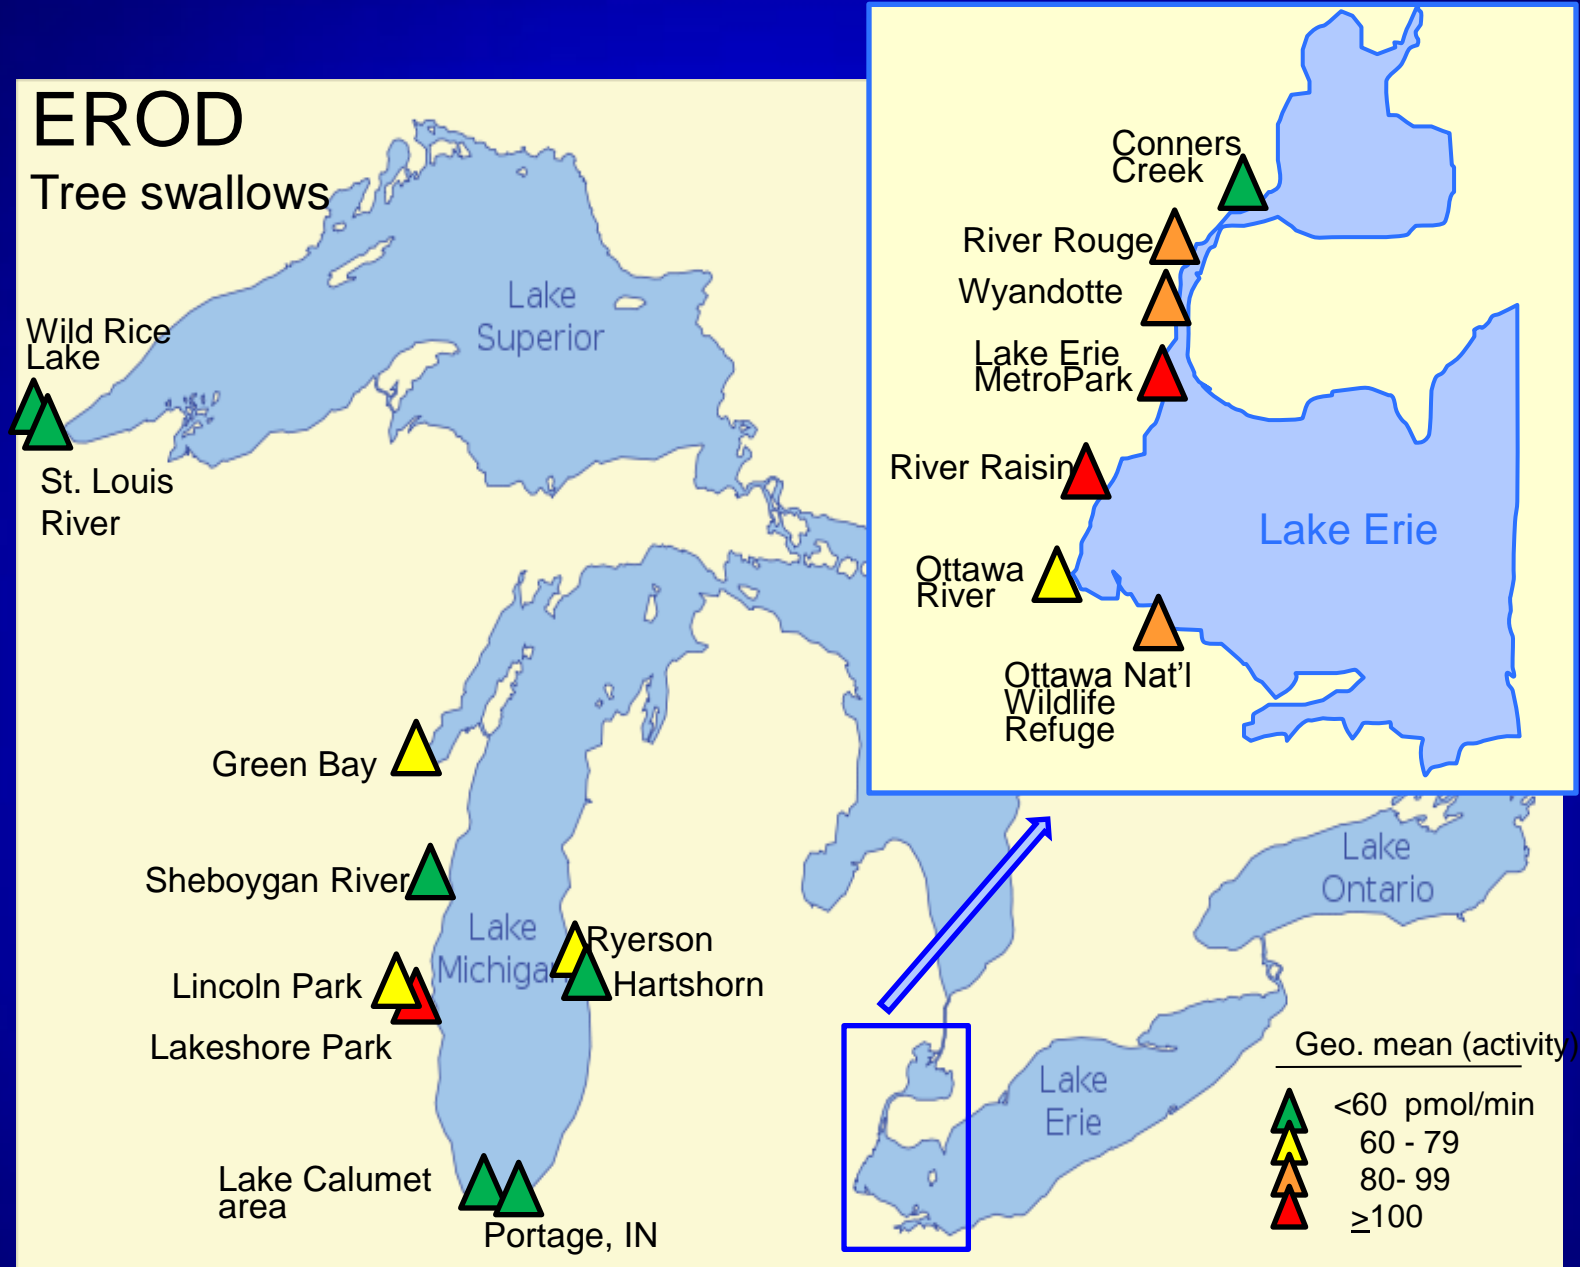 EROD
Tree swallows
Wild Rice
Lake
St. Louis
River
Lake
Superior
Green Bay
Sheboygan River
Lincoln Park
Lakeshore Park
Lake
Michigan
Ryerson
Hartshorn
Lake Calumet
area
Portage, IN
Conners
Creek
River Rouge
Wyandotte
Lake Erie
MetroPark
River Raisin
Ottawa
River
Ottawa Nat'l
Wildlife
Refuge
Lake Erie
Lake
Ontario
Lake
Erie
Geo. mean (activity)
<60 pmol/min
60 - 79
80- 99
≥100